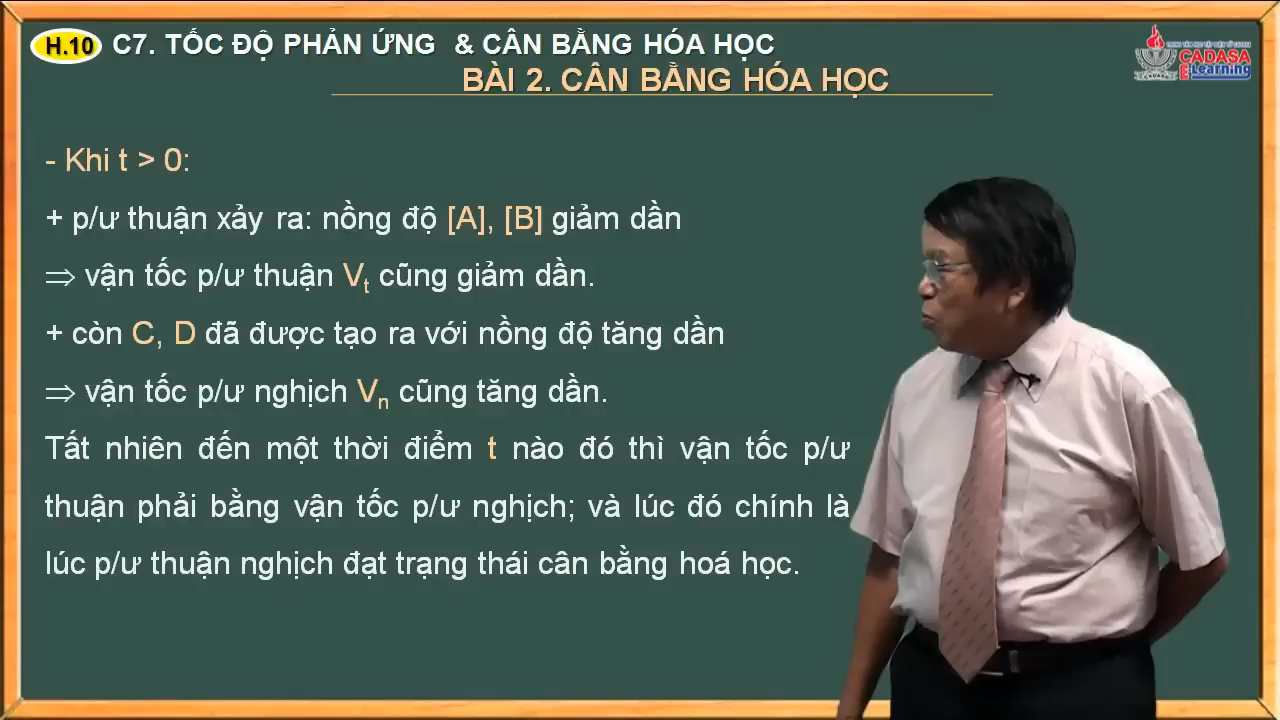 H.10 C7. TỐC ĐỘ PHẢN ỨNG & CÂN BẰNG HÓA HỌC
BÀI 2. CÂN BẰNG HÓA HỌC
CADASA
E-Learning
- Khi t > 0:
+ p/ư thuận xảy ra: nồng độ [A], [B] giảm dần
⇒ vận tốc p/ư thuận Vt cũng giảm dần.
+ còn C, D đã được tạo ra với nồng độ tăng dần
⇒ vận tốc p/ư nghịch Vn cũng tăng dần.
Tất nhiên đến một thời điểm t nào đó thì vận tốc p/ư
thuận phải bằng vận tốc p/ư nghịch; và lúc đó chính là
lúc p/ư thuận nghịch đạt trạng thái cân bằng hoá học.